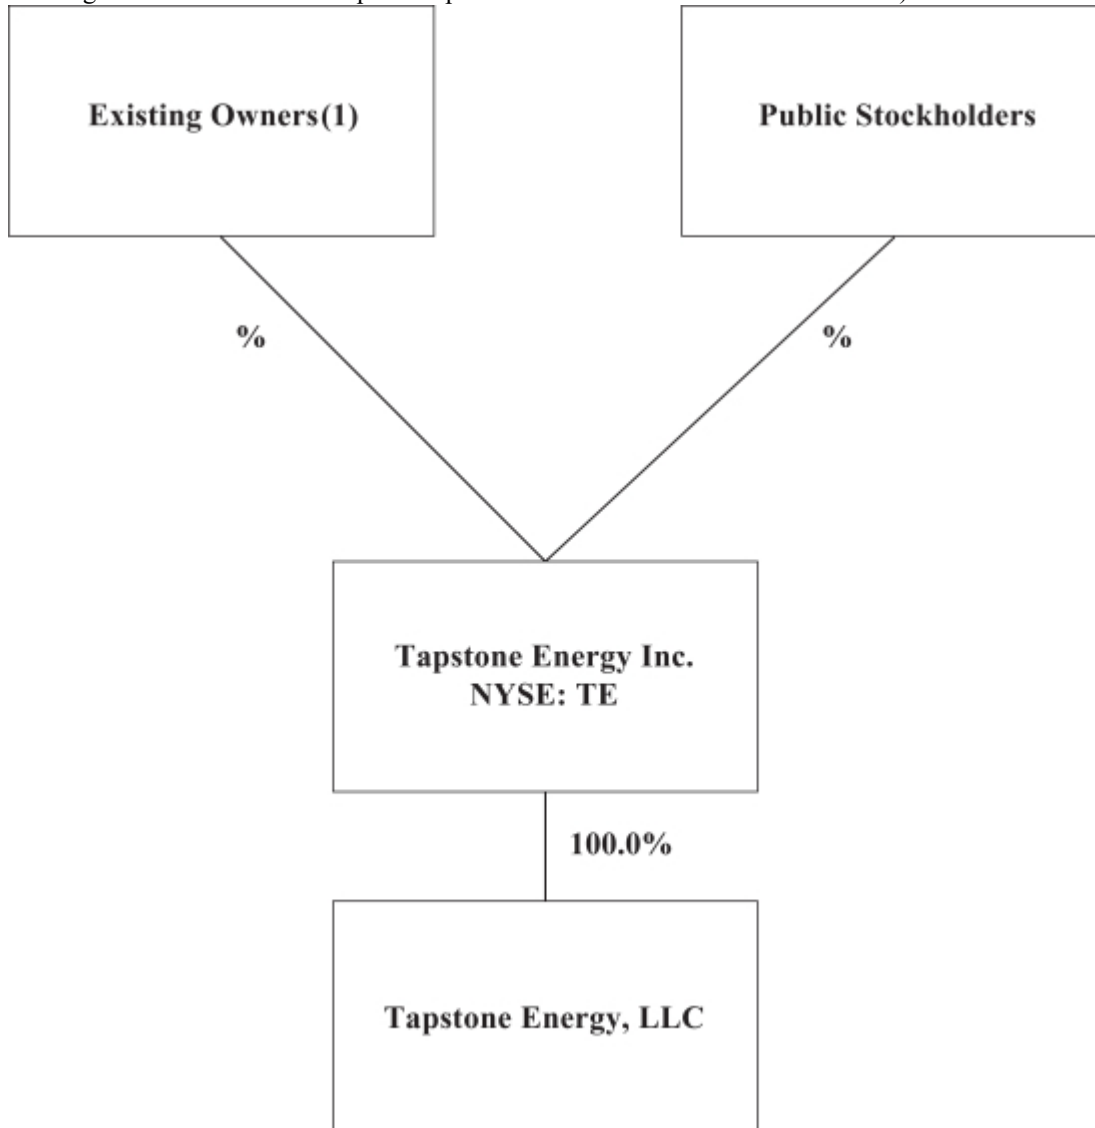 Existing Owners(1)
Public Stockholders
%
%
Tapstone Energy Inc.
NYSE: TE
100.0%
Tapstone Energy, LLC